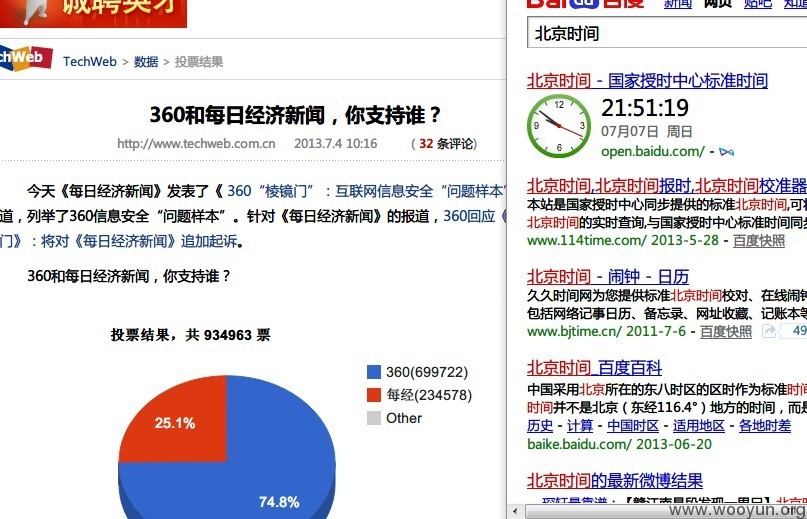 诚聘英才
TechWeb > 数据 > 投票结果
360和每日经济新闻，你支持谁？
http://www.techweb.com.cn 2013.7.4 10:16 ( 32 条评论)
今天《每日经济新闻》发表了《 360“棱镜门”：互联网信息安全“问题样本”
道，列举了360信息安全“问题样本”。针对《每日经济新闻》的报道，360回应《
门》：将对《每日经济新闻》追加起诉。
360和每日经济新闻，你支持谁？
投票结果，共 934963 票
360(699722)
每经(234578)
Other
25.1%
74.8%
Baidu百度 新闻 网页 贴吧 知道
北京时间
北京时间 - 国家授时中心标准时间
12
3
6
9
21:51:19
07月07日 周日
open.baidu.com/ -
北京时间,北京时间报时,北京时间校准器
本站是国家授时中心同步提供的标准北京时间,可
北京时间的实时查询,与国家授时中心标准时间同步
www.114time.com/ 2013-5-28 - 百度快照
北京时间 - 闹钟 - 日历
久久时间网为您提供标准北京时间校对、在线闹钟
包括网络记事日历、备忘录、网址收藏、记账本等
www.bjtime.cn/ 2011-7-6 - 百度快照 49
北京时间_百度百科
中国采用北京所在的东八时区的区时作为标准时间
时间并不是北京（东经116.4°）地方的时间，而是
历史 - 计算 - 中国时区 - 适用地区 - 各地时差
baike.baidu.com/ 2013-06-20
北京时间的最新微博结果
www.wooyun.org